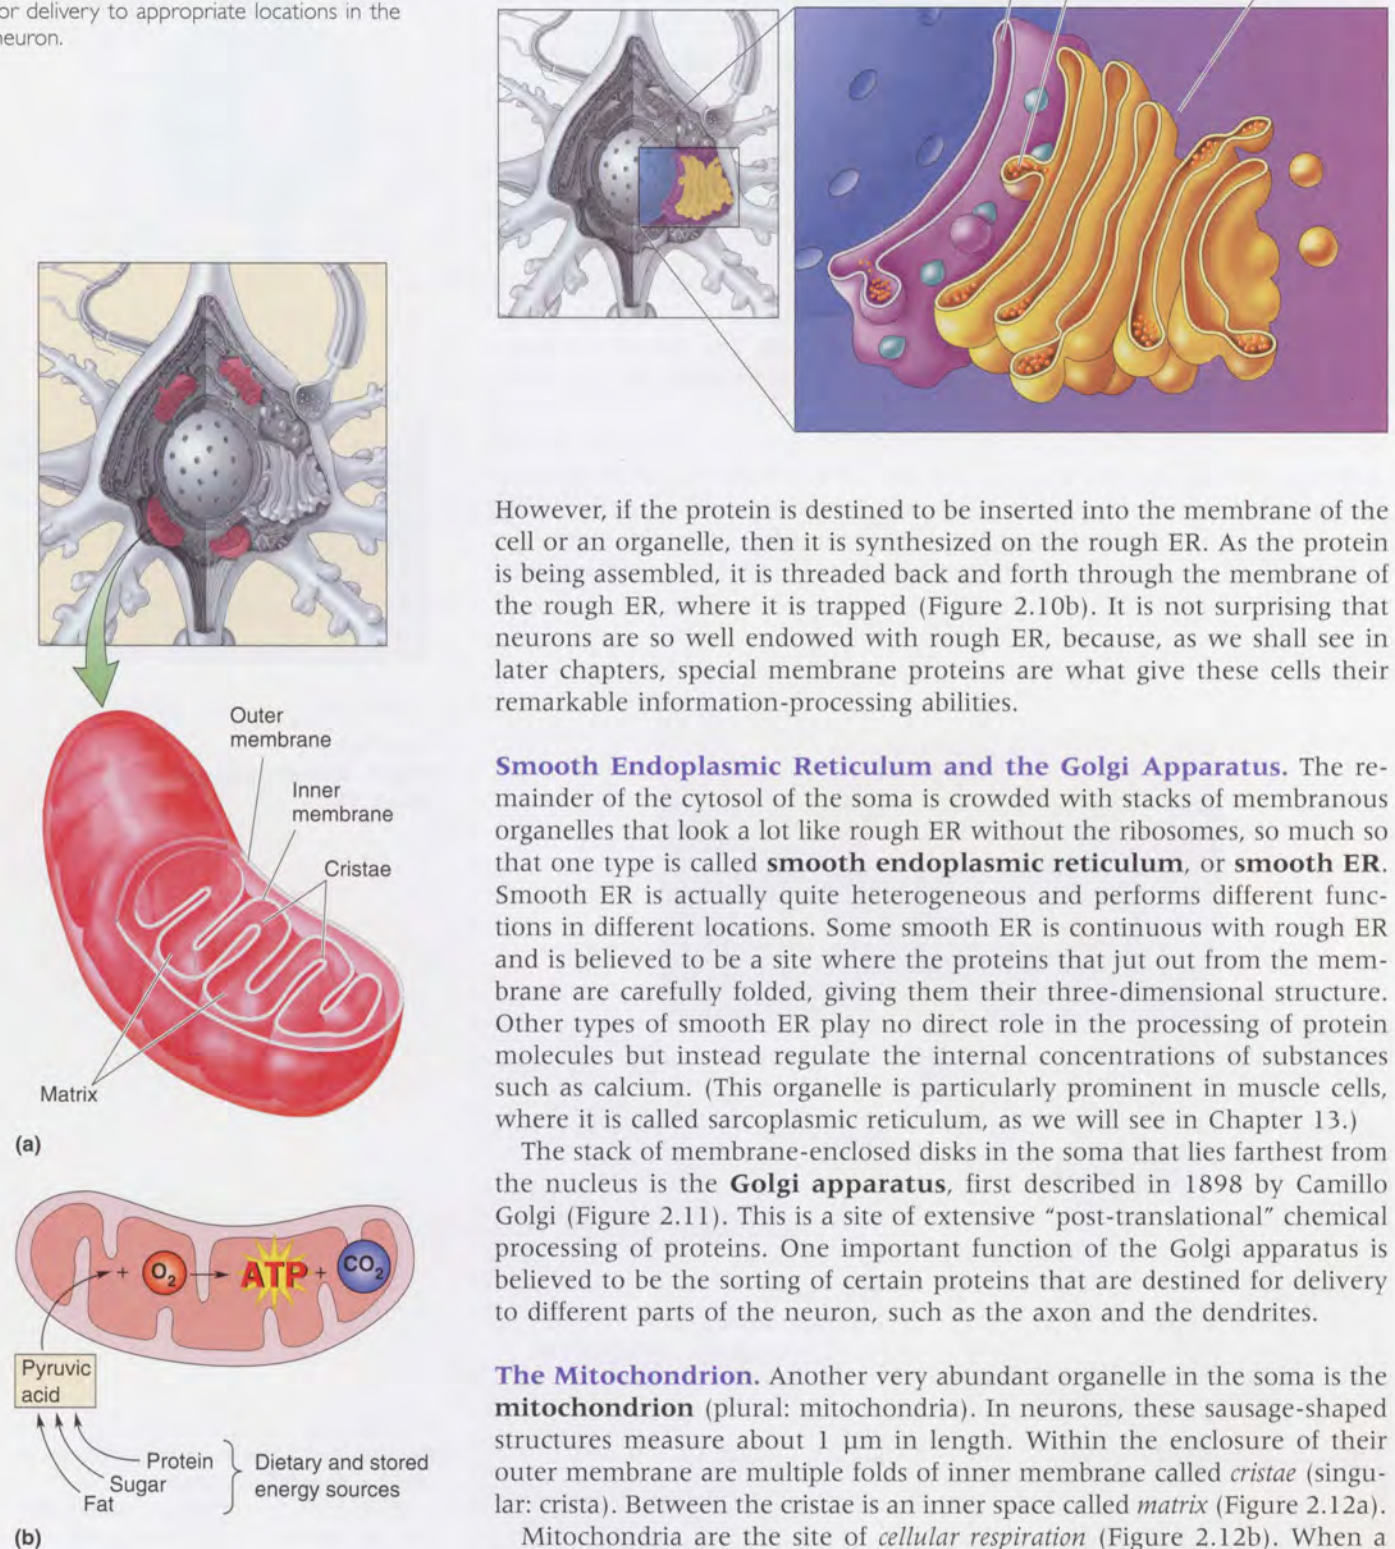 or delivery to appropriate locations in the
neuron.
Outer
membrane
Inner
membrane
Cristae
Matrix
(a)
+ O2 ATP + CO2
Pyruvic
acid
Protein
Sugar
Fat
Dietary and stored
energy sources
(b)
However, if the protein is destined to be inserted into the membrane of the
cell or an organelle, then it is synthesized on the rough ER. As the protein
is being assembled, it is threaded back and forth through the membrane of
the rough ER, where it is trapped (Figure 2.10b). It is not surprising that
neurons are so well endowed with rough ER, because, as we shall see in
later chapters, special membrane proteins are what give these cells their
remarkable information-processing abilities.
Smooth Endoplasmic Reticulum and the Golgi Apparatus. The re-
mainder of the cytosol of the soma is crowded with stacks of membranous
organelles that look a lot like rough ER without the ribosomes, so much so
that one type is called smooth endoplasmic reticulum, or smooth ER.
Smooth ER is actually quite heterogeneous and performs different func-
tions in different locations. Some smooth ER is continuous with rough ER
and is believed to be a site where the proteins that jut out from the mem-
brane are carefully folded, giving them their three-dimensional structure.
Other types of smooth ER play no direct role in the processing of protein
molecules but instead regulate the internal concentrations of substances
such as calcium. (This organelle is particularly prominent in muscle cells,
where it is called sarcoplasmic reticulum, as we will see in Chapter 13.)
The stack of membrane-enclosed disks in the soma that lies farthest from
the nucleus is the Golgi apparatus, first described in 1898 by Camillo
Golgi (Figure 2.11). This is a site of extensive "post-translational" chemical
processing of proteins. One important function of the Golgi apparatus is
believed to be the sorting of certain proteins that are destined for delivery
to different parts of the neuron, such as the axon and the dendrites.
The Mitochondrion. Another very abundant organelle in the soma is the
mitochondrion (plural: mitochondria). In neurons, these sausage-shaped
structures measure about 1 μm in length. Within the enclosure of their
outer membrane are multiple folds of inner membrane called cristae (singu-
lar: crista). Between the cristae is an inner space called matrix (Figure 2.12a).
Mitochondria are the site of cellular respiration (Figure 2.12b). When a